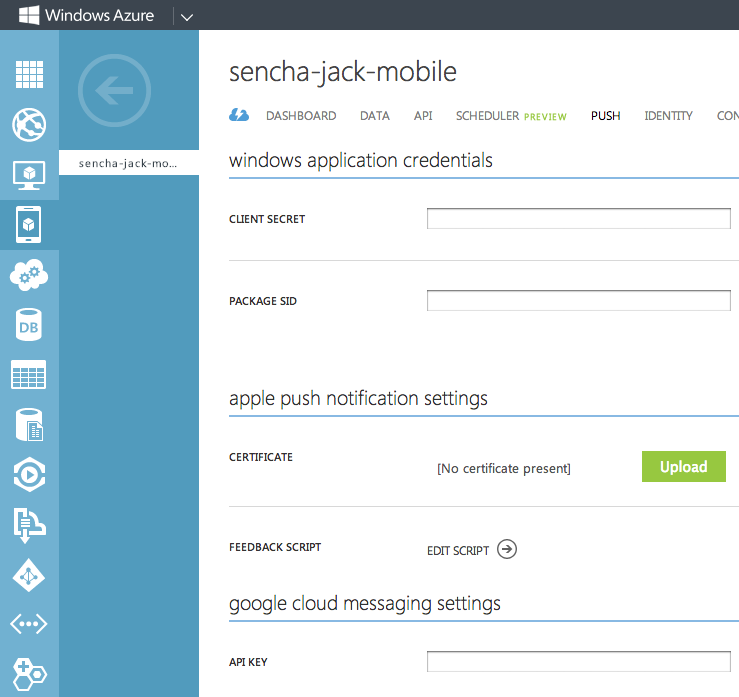 Windows Azure
sencha-jack-mo...
sencha-jack-mobile
DASHBOARD DATA API SCHEDULER PREVIEW PUSH IDENTITY CON
windows application credentials
CLIENT SECRET
PACKAGE SID
apple push notification settings
CERTIFICATE [No certificate present] Upload
FEEDBACK SCRIPT EDIT SCRIPT
google cloud messaging settings
API KEY
DB